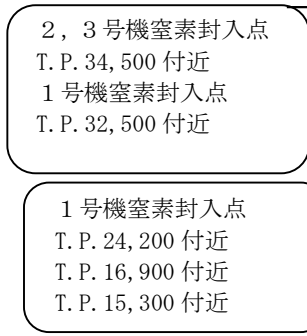 ２，３号機窒素封入点
T.P.34,500 付近
１号機窒素封入点
T.P.32,500 付近
１号機窒素封入点
T.P.24,200 付近
T.P.16,900 付近
T.P.15,300 付近